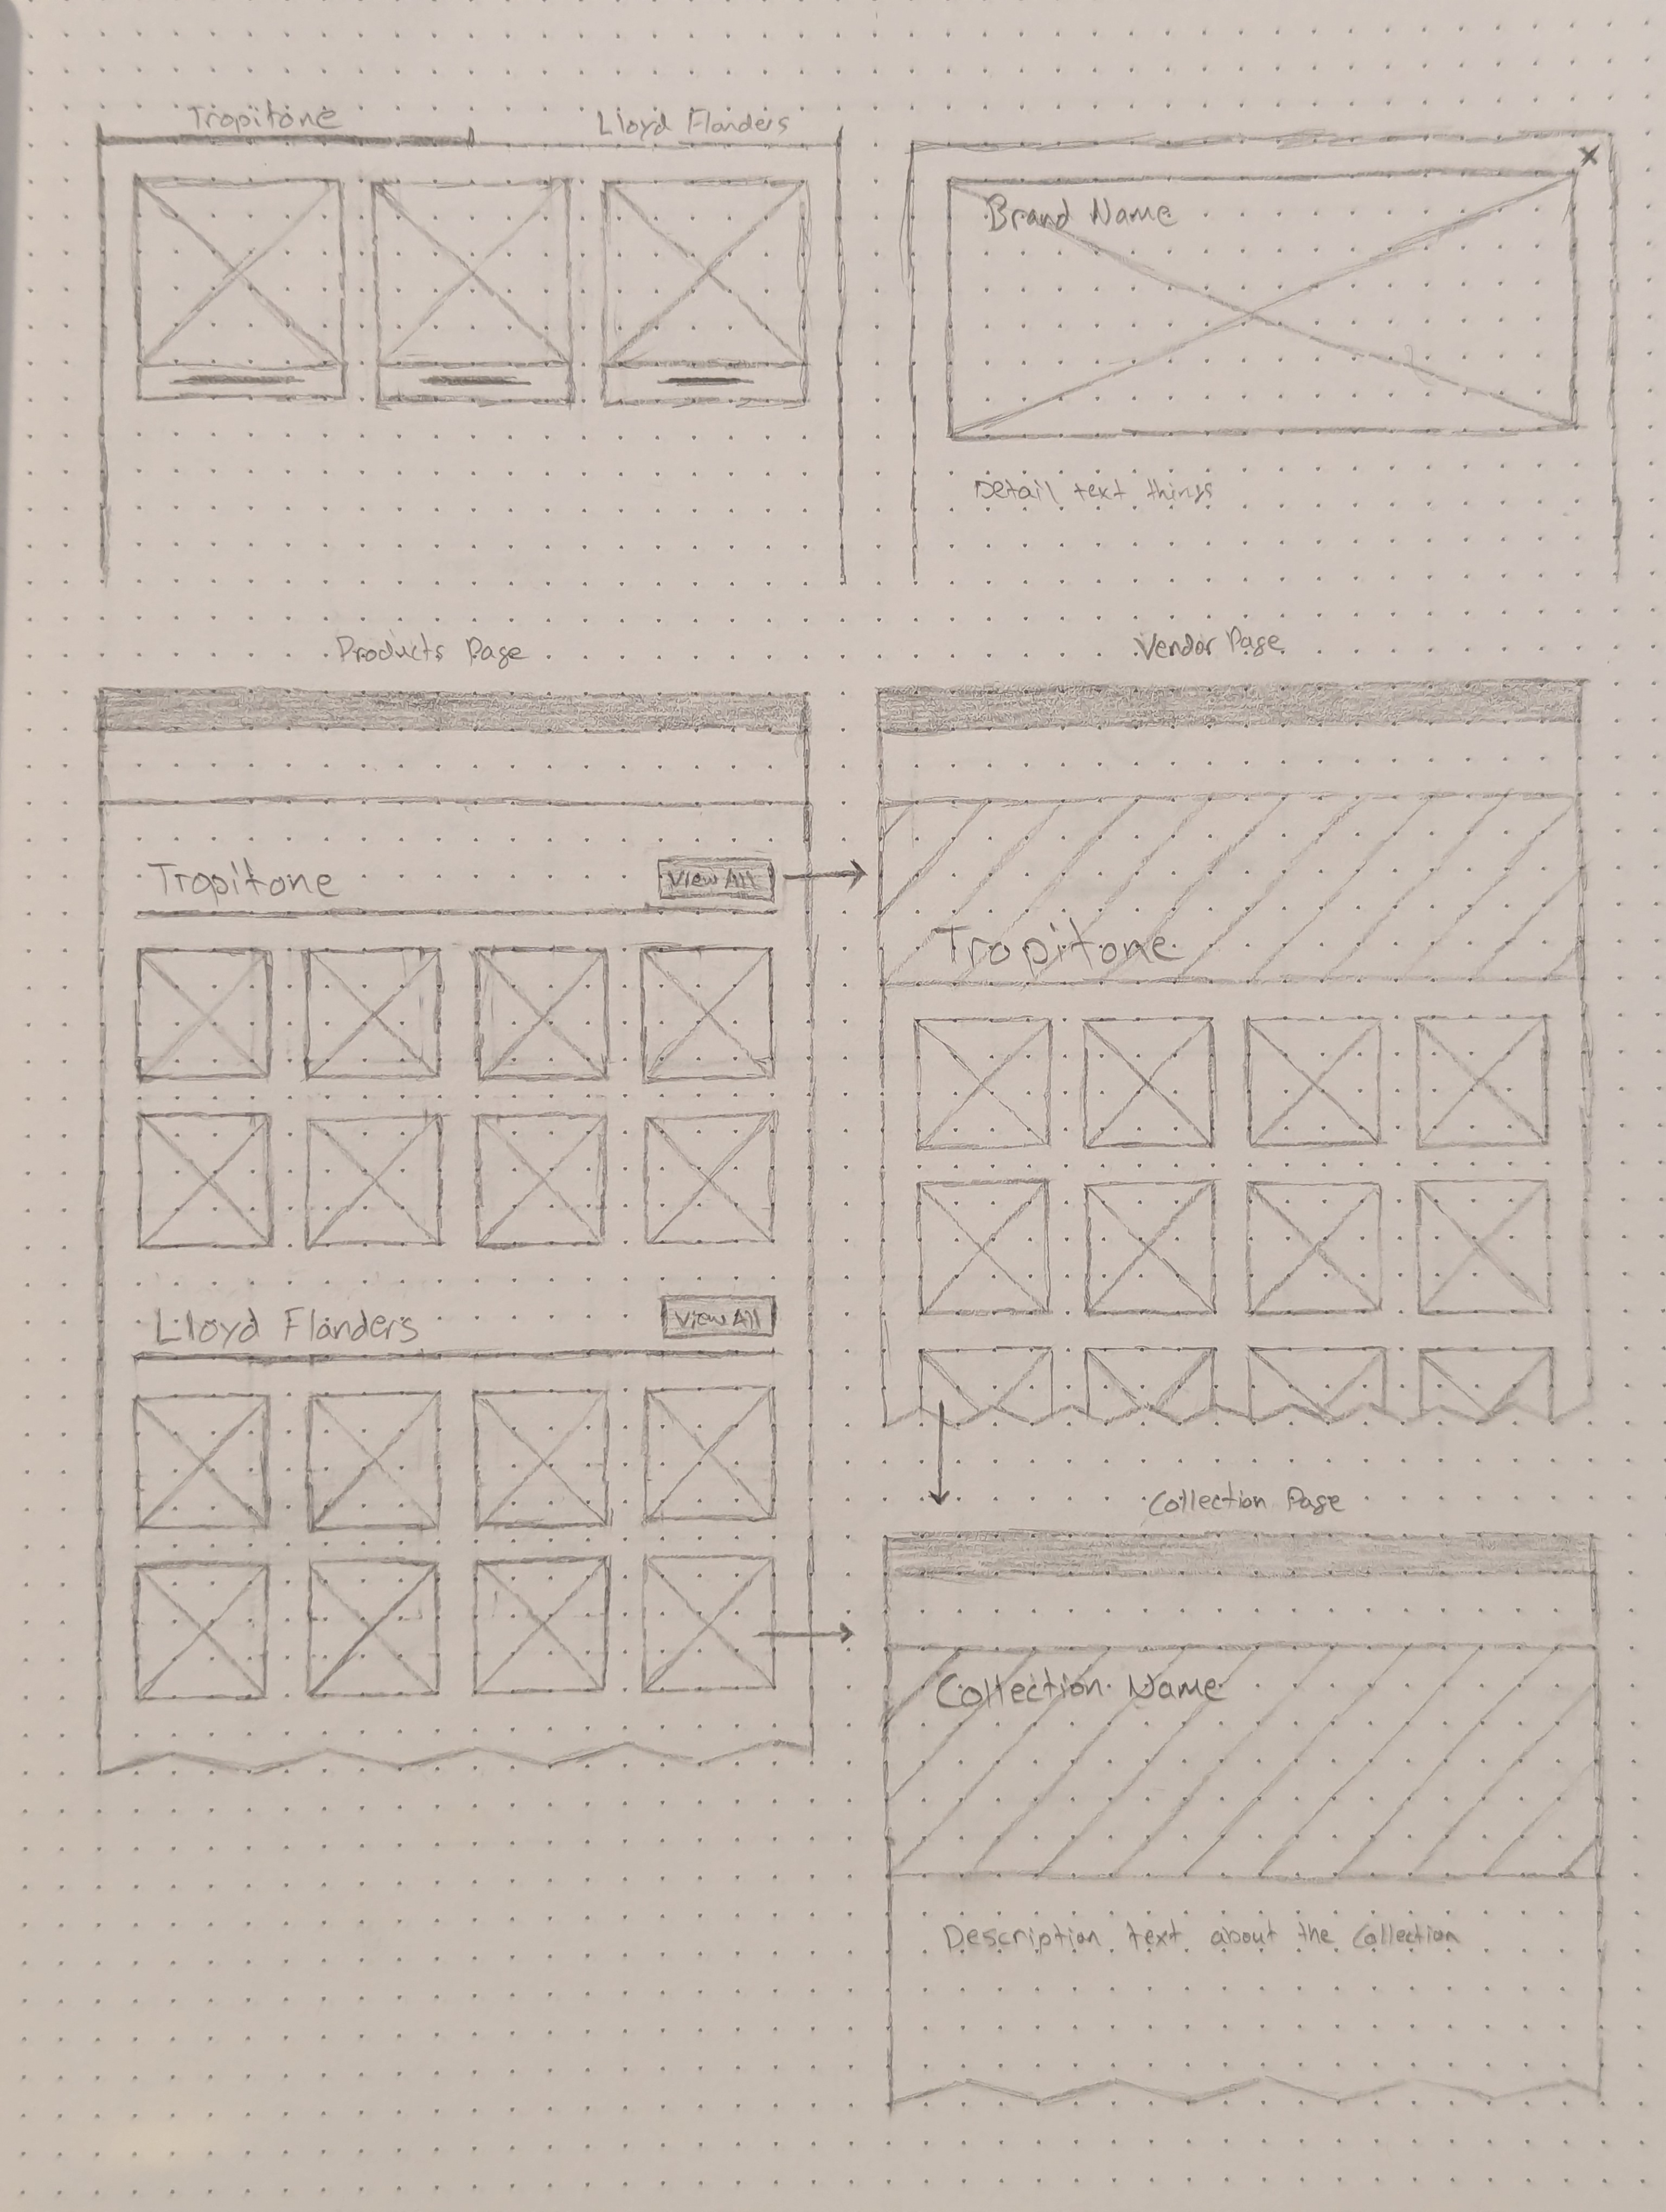 Tropitone
Lloyd Flanders
Brand Name
Detail text things
Products Page
Tropitone
View All
Lloyd Flanders
View All
Vendor Page
Tropitone
Collection Page
Collection Name
Description text about the Collection